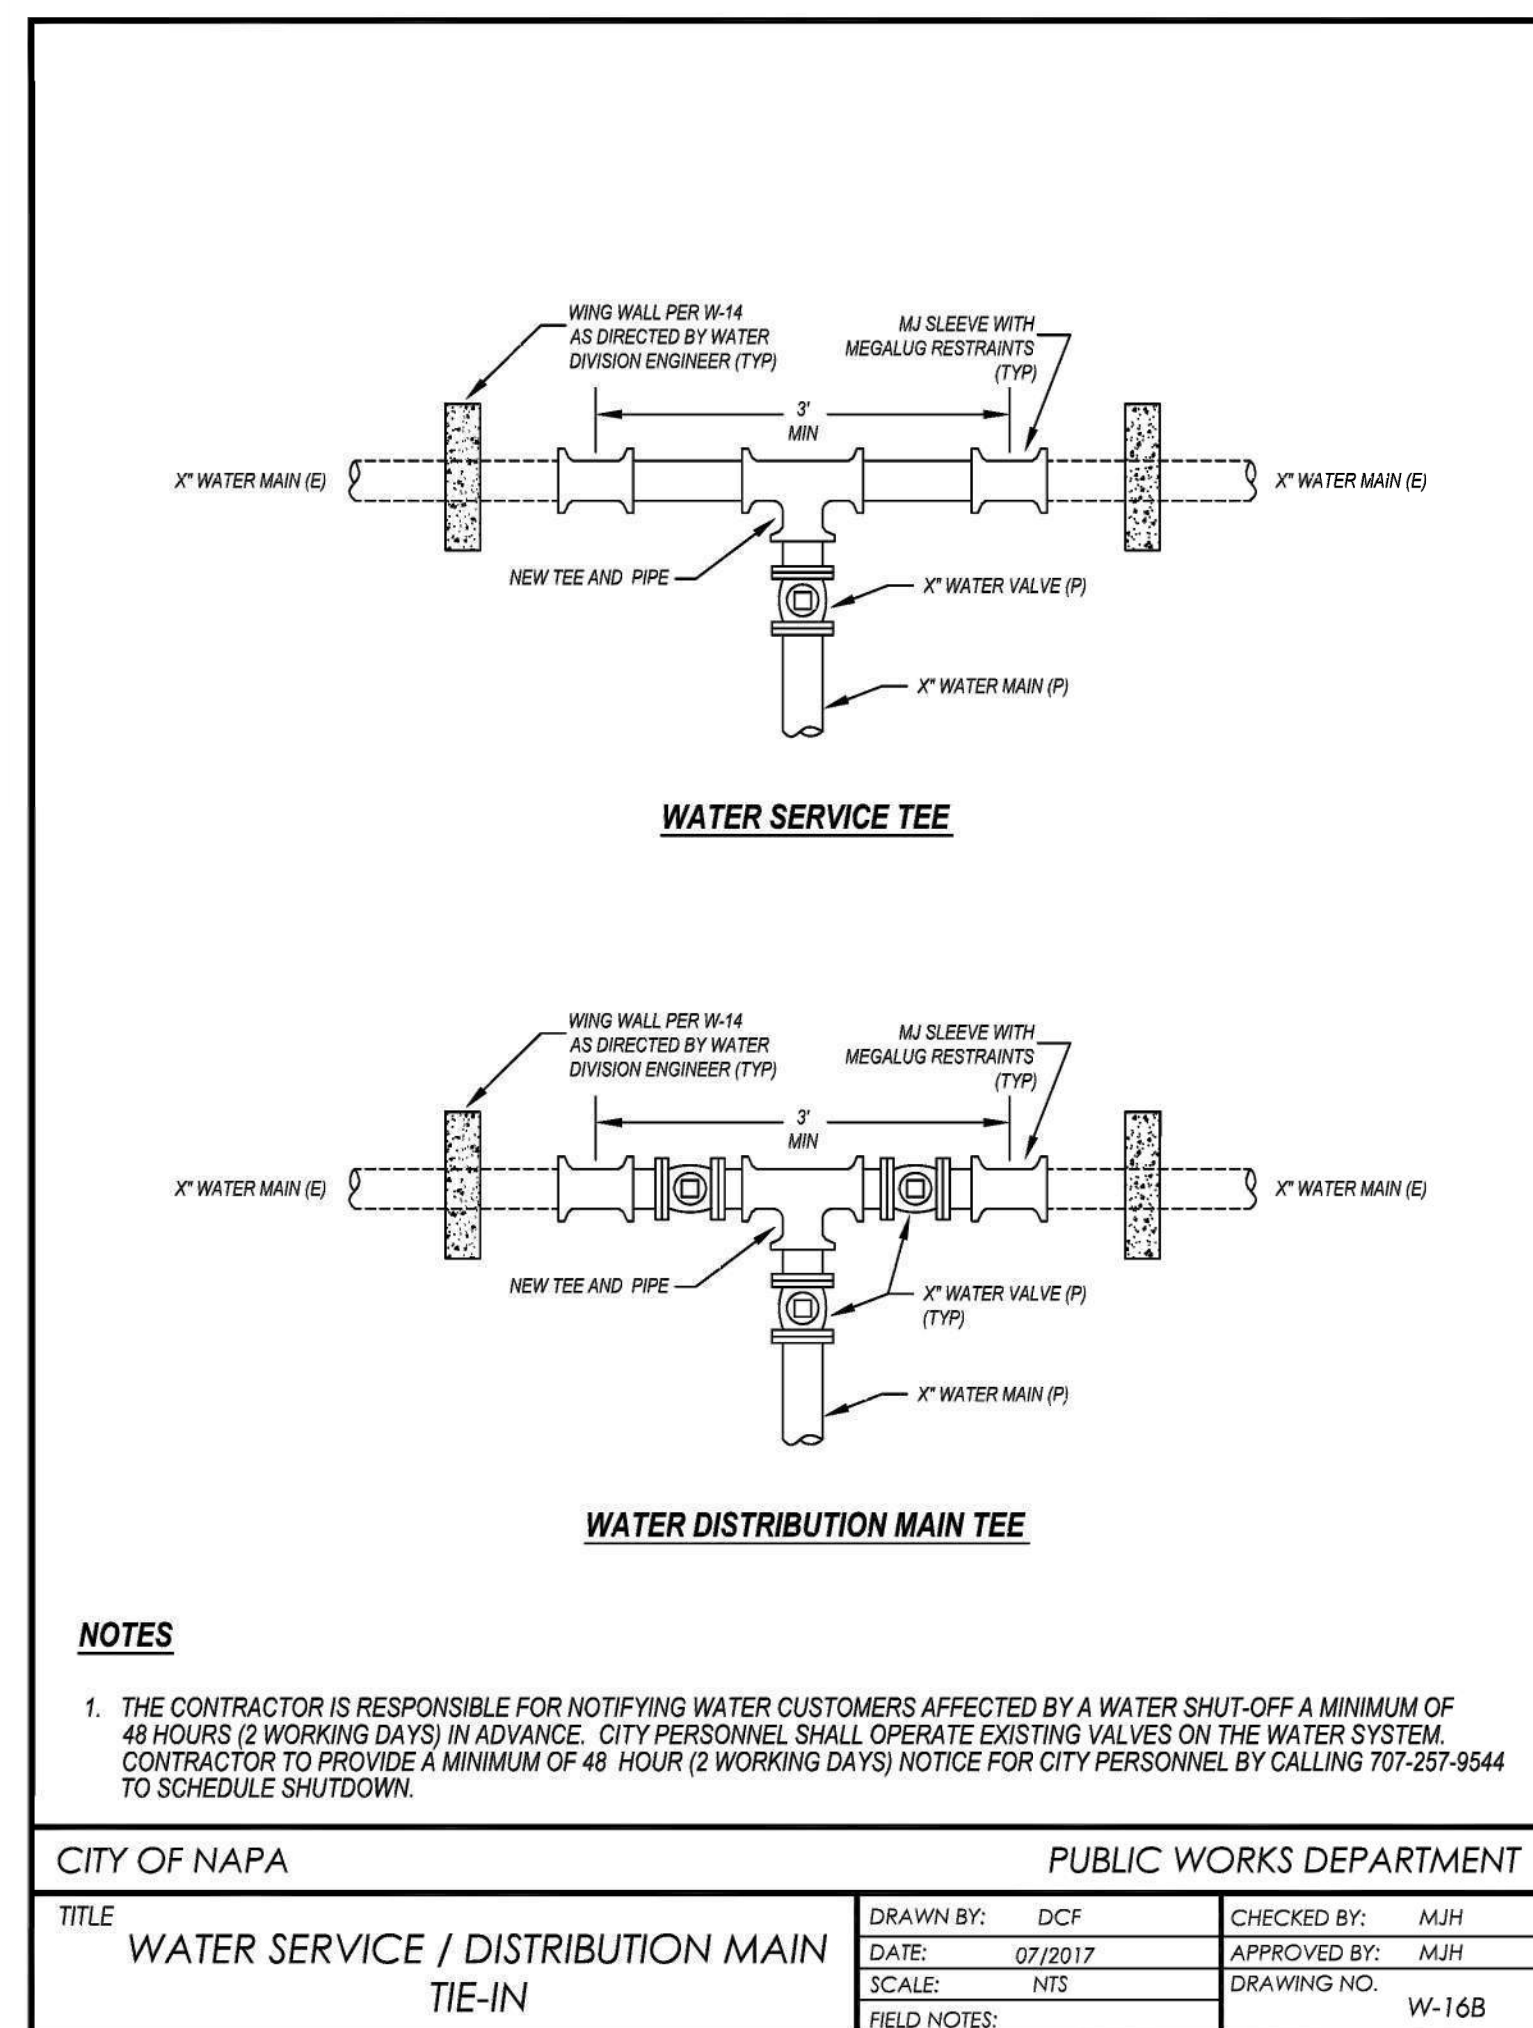 WING WALL PER W-14
AS DIRECTED BY WATER
DIVISION ENGINEER (TYP)
MJ SLEEVE WITH
MEGALUG RESTRAINTS
(TYP)
3'
MIN
X" WATER MAIN (E)
X" WATER MAIN (E)
NEW TEE AND PIPE
X" WATER VALVE (P)
X" WATER MAIN (P)
WATER SERVICE TEE
WING WALL PER W-14
AS DIRECTED BY WATER
DIVISION ENGINEER (TYP)
MJ SLEEVE WITH
MEGALUG RESTRAINTS
(TYP)
3'
MIN
X" WATER MAIN (E)
X" WATER MAIN (E)
NEW TEE AND PIPE
X" WATER VALVE (P)
(TYP)
X" WATER MAIN (P)
WATER DISTRIBUTION MAIN TEE
NOTES
1. THE CONTRACTOR IS RESPONSIBLE FOR NOTIFYING WATER CUSTOMERS AFFECTED BY A WATER SHUT-OFF A MINIMUM OF
48 HOURS (2 WORKING DAYS) IN ADVANCE. CITY PERSONNEL SHALL OPERATE EXISTING VALVES ON THE WATER SYSTEM.
CONTRACTOR TO PROVIDE A MINIMUM OF 48 HOUR (2 WORKING DAYS) NOTICE FOR CITY PERSONNEL BY CALLING 707-257-9544
TO SCHEDULE SHUTDOWN.
CITY OF NAPA
PUBLIC WORKS DEPARTMENT
TITLE
WATER SERVICE / DISTRIBUTION MAIN
TIE-IN
DRAWN BY: DCF
CHECKED BY: MJH
DATE: 07/2017
APPROVED BY: MJH
SCALE: NTS
DRAWING NO.
W-16B
FIELD NOTES: